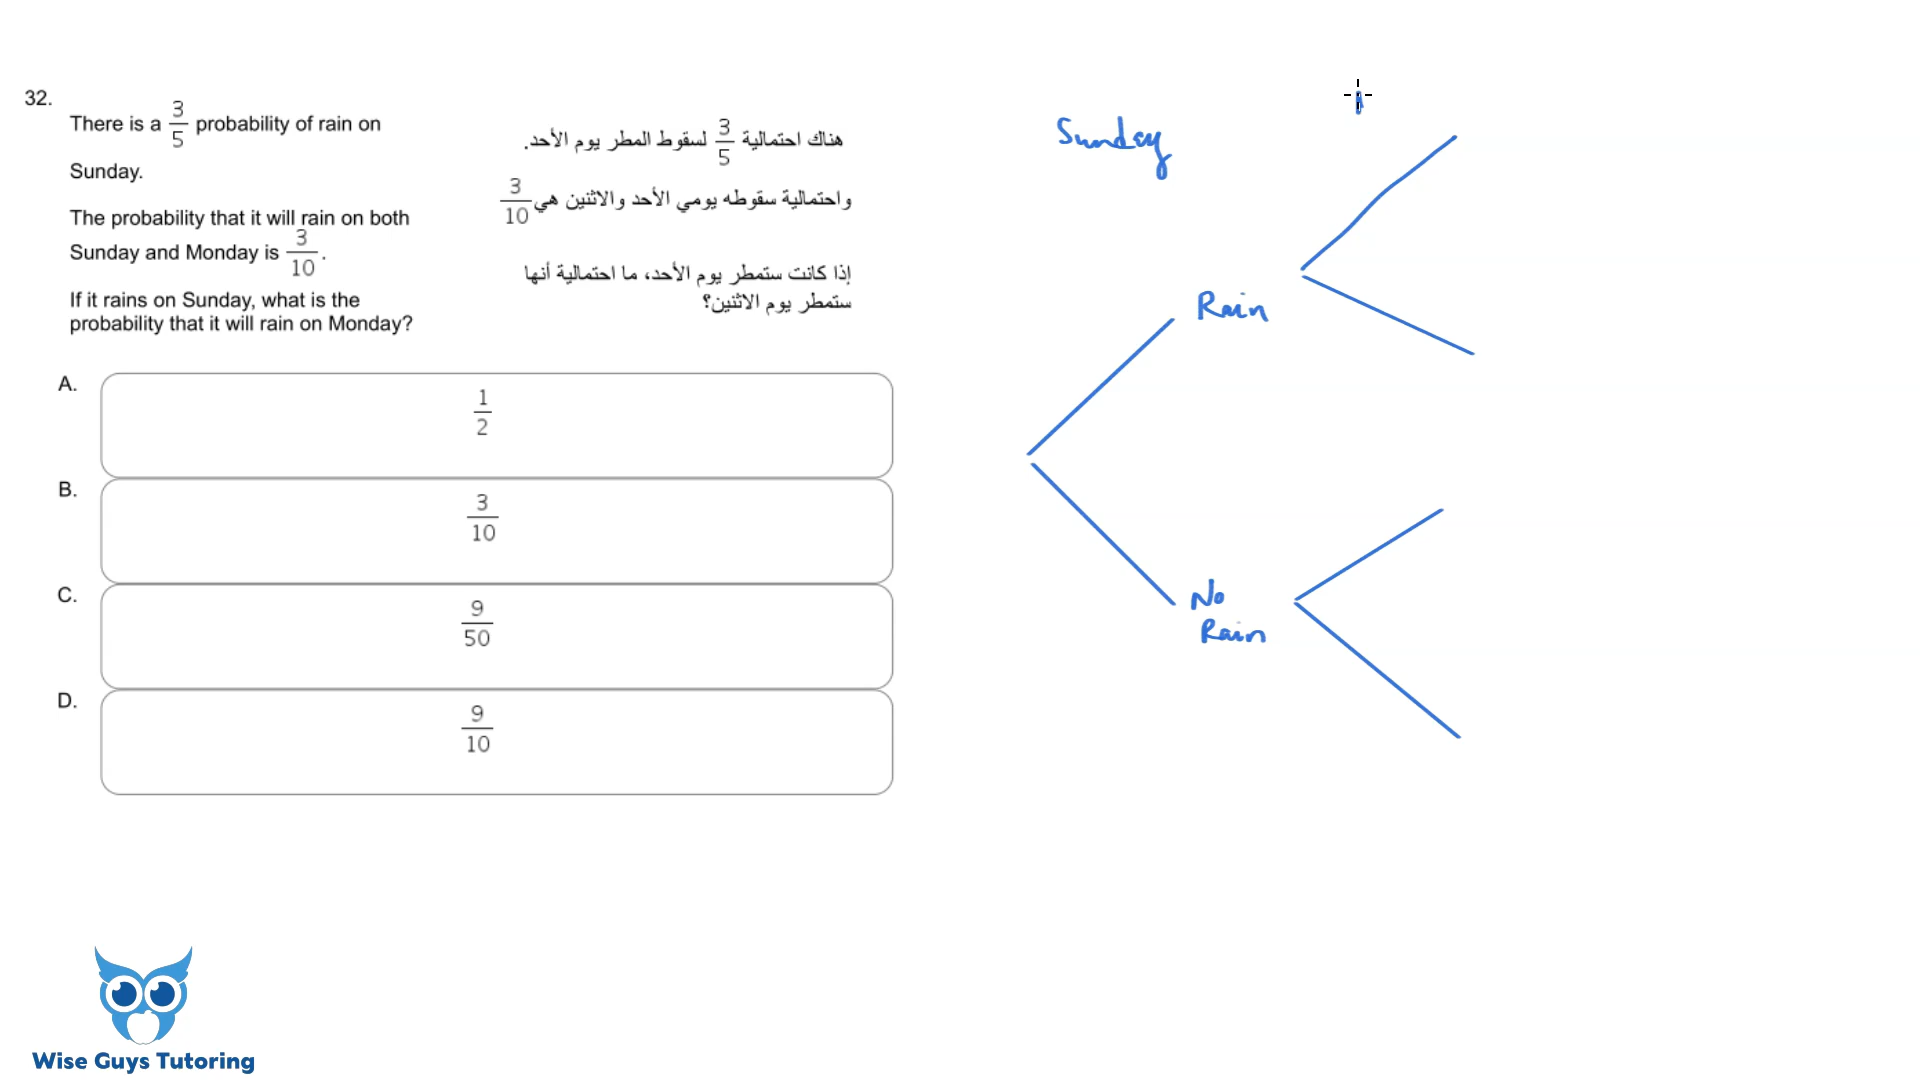 32.
There is a 3/5 probability of rain on
Sunday.
The probability that it will rain on both
Sunday and Monday is 3/10.
If it rains on Sunday, what is the
probability that it will rain on Monday?
هناك احتمالية 3/5 لسقوط المطر يوم الأحد.
واحتمالية سقوطه يومي الأحد والاثنين هي 3/10
إذا كانت ستمطر يوم الأحد، ما احتمالية أنها
ستمطر يوم الاثنين؟
A. 1/2
B. 3/10
C. 9/50
D. 9/10
Sunday
Rain
No
Rain
Wise Guys Tutoring